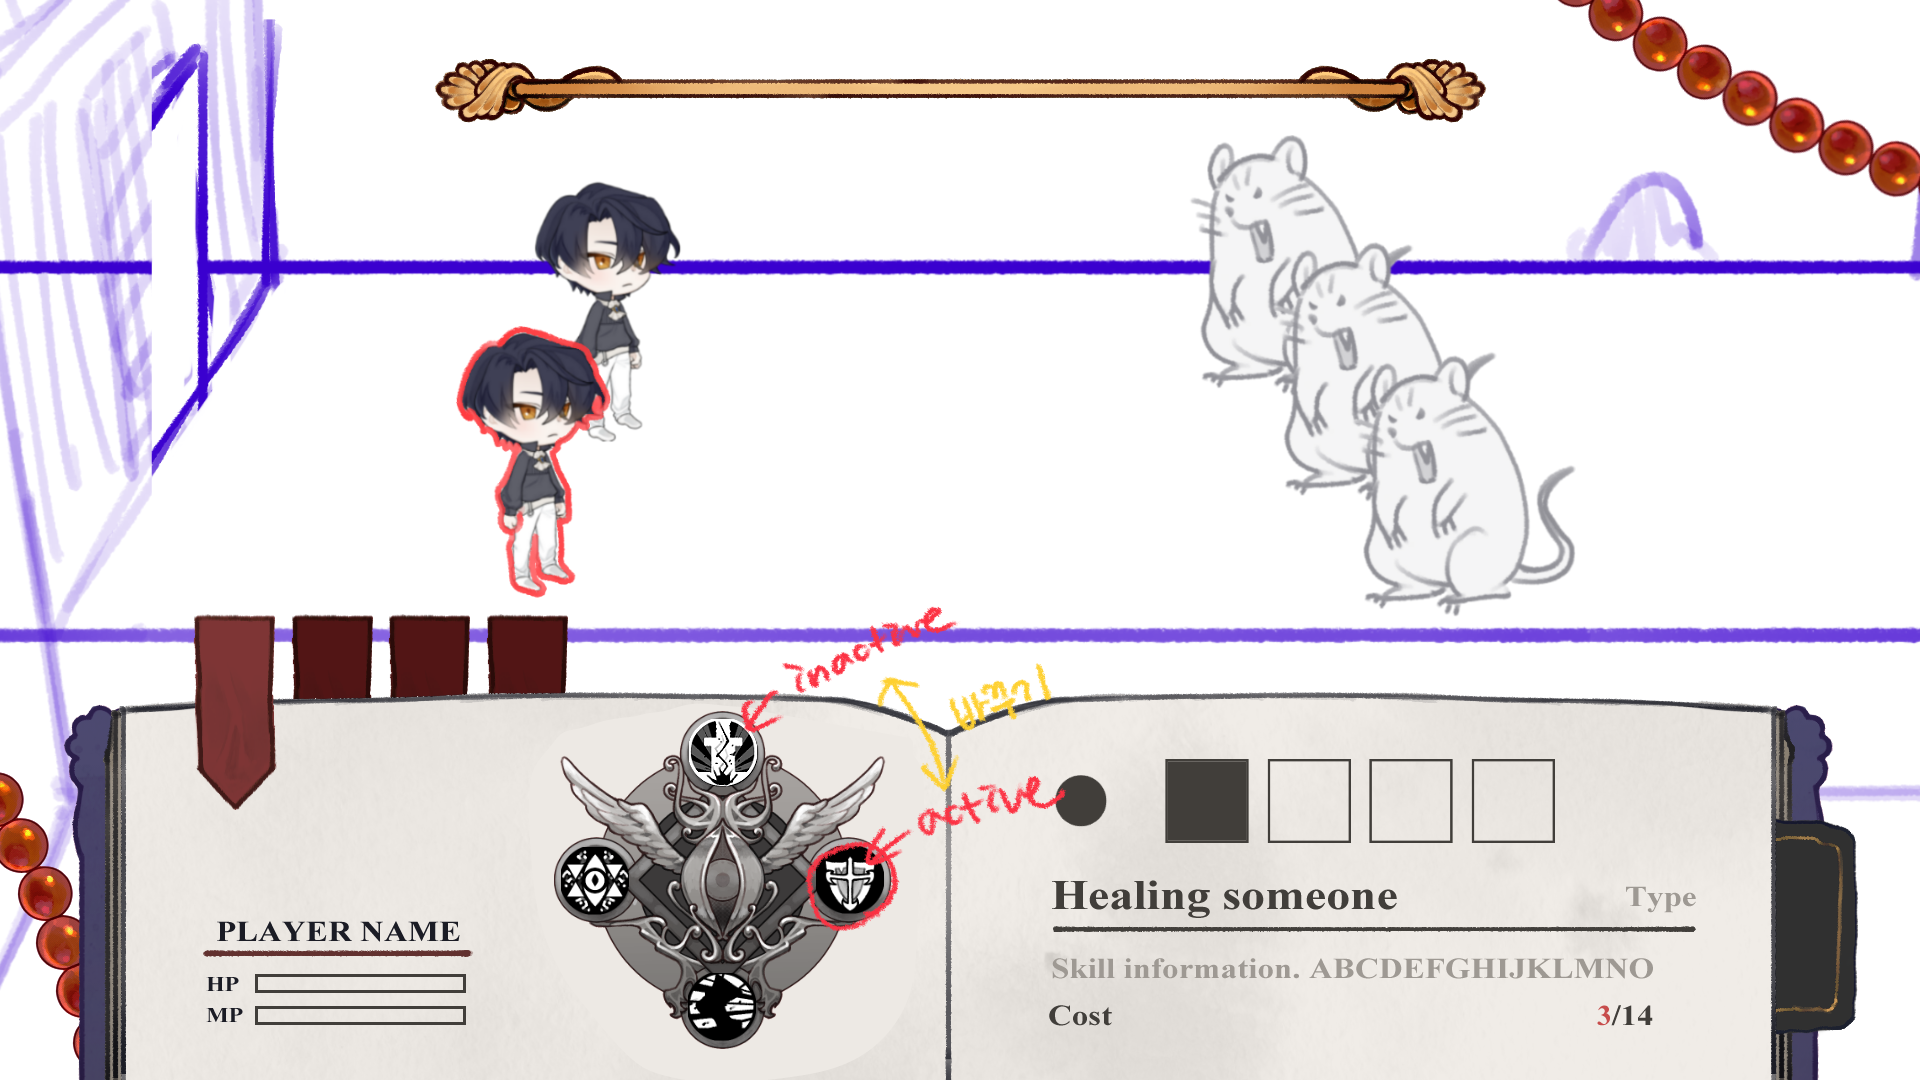 inactive
바꾸기
active
Healing someone
Type
PLAYER NAME
Skill information. ABCDEFGHIJKLMNO
HP
MP
Cost
3/14